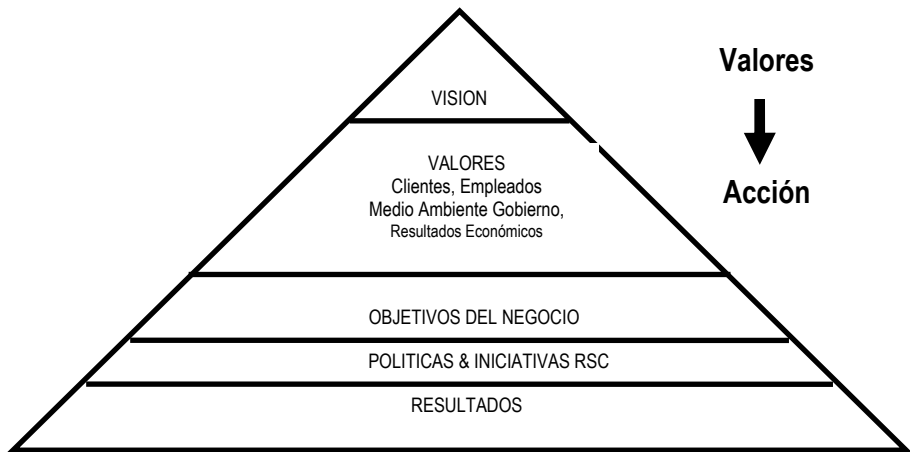 Valores
VISION
VALORES
Clientes, Empleados
Medio Ambiente Gobierno,
Resultados Económicos
Acción
OBJETIVOS DEL NEGOCIO
POLITICAS & INICIATIVAS RSC
RESULTADOS